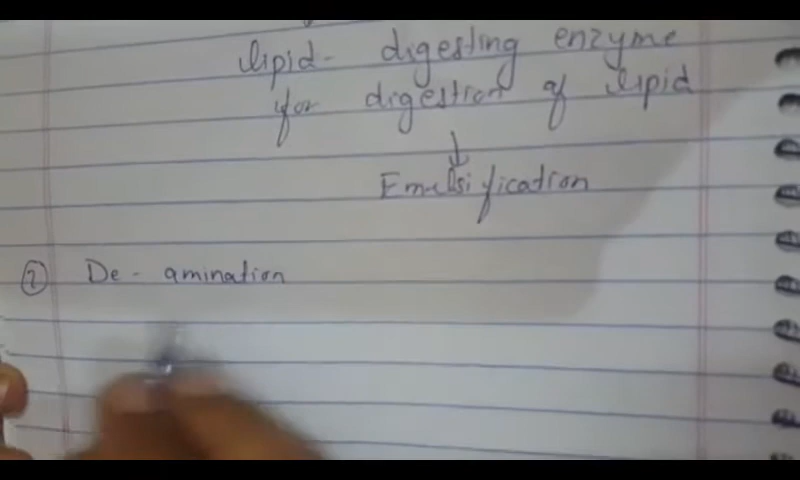 lipid - digesting enzyme
for digestion of lipid
↓
Emulsification
② De - amination